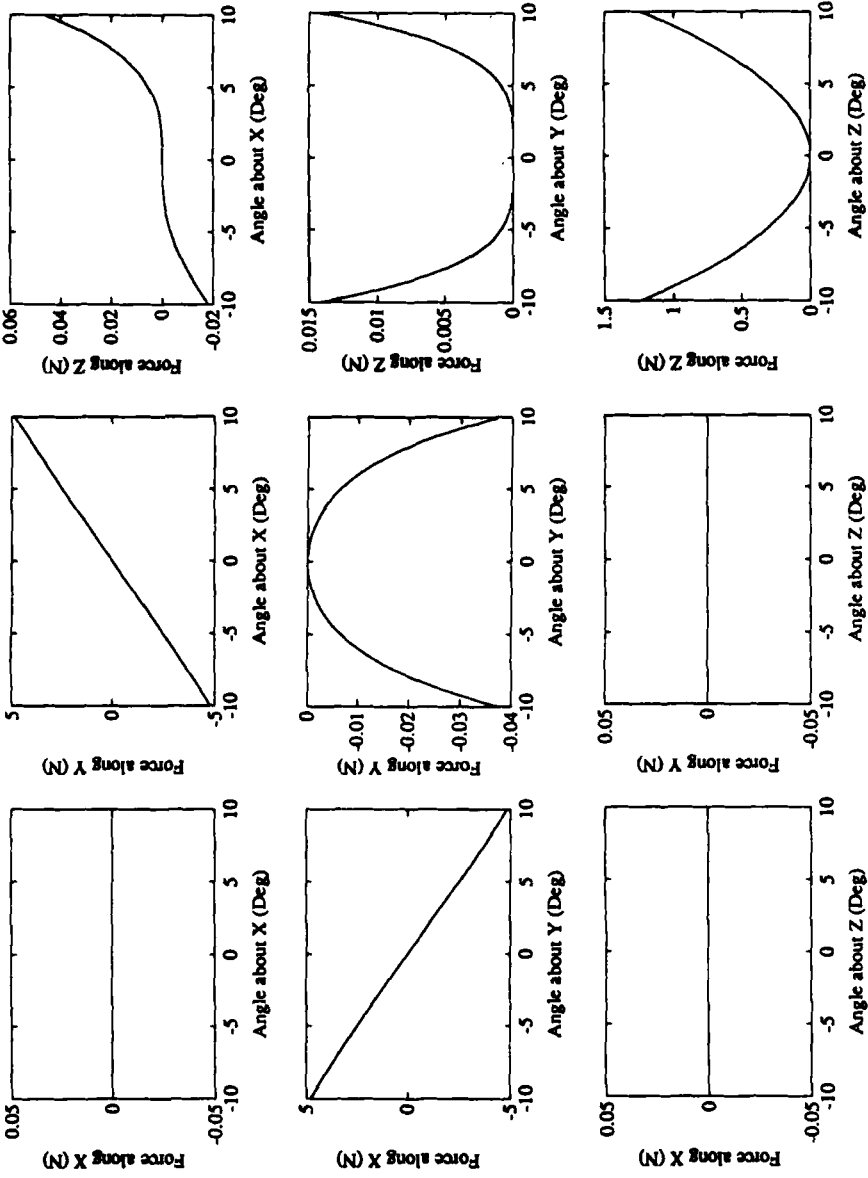 0.05
0
-0.05
Force along X (N)
-10 -5 0 5 10
Angle about X (Deg)
5
0
-5
Force along Y (N)
-10 -5 0 5 10
Angle about X (Deg)
0.06
0.04
0.02
0
-0.02
Force along Z (N)
-10 -5 0 5 10
Angle about X (Deg)
5
0
-5
Force along X (N)
-10 -5 0 5 10
Angle about Y (Deg)
0
-0.01
-0.02
-0.03
-0.04
Force along Y (N)
-10 -5 0 5 10
Angle about Y (Deg)
0.015
0.01
0.005
0
Force along Z (N)
-10 -5 0 5 10
Angle about Y (Deg)
0.05
0
-0.05
Force along X (N)
-10 -5 0 5 10
Angle about Z (Deg)
0.05
0
-0.05
Force along Y (N)
-10 -5 0 5 10
Angle about Z (Deg)
1.5
1
0.5
0
Force along Z (N)
-10 -5 0 5 10
Angle about Z (Deg)